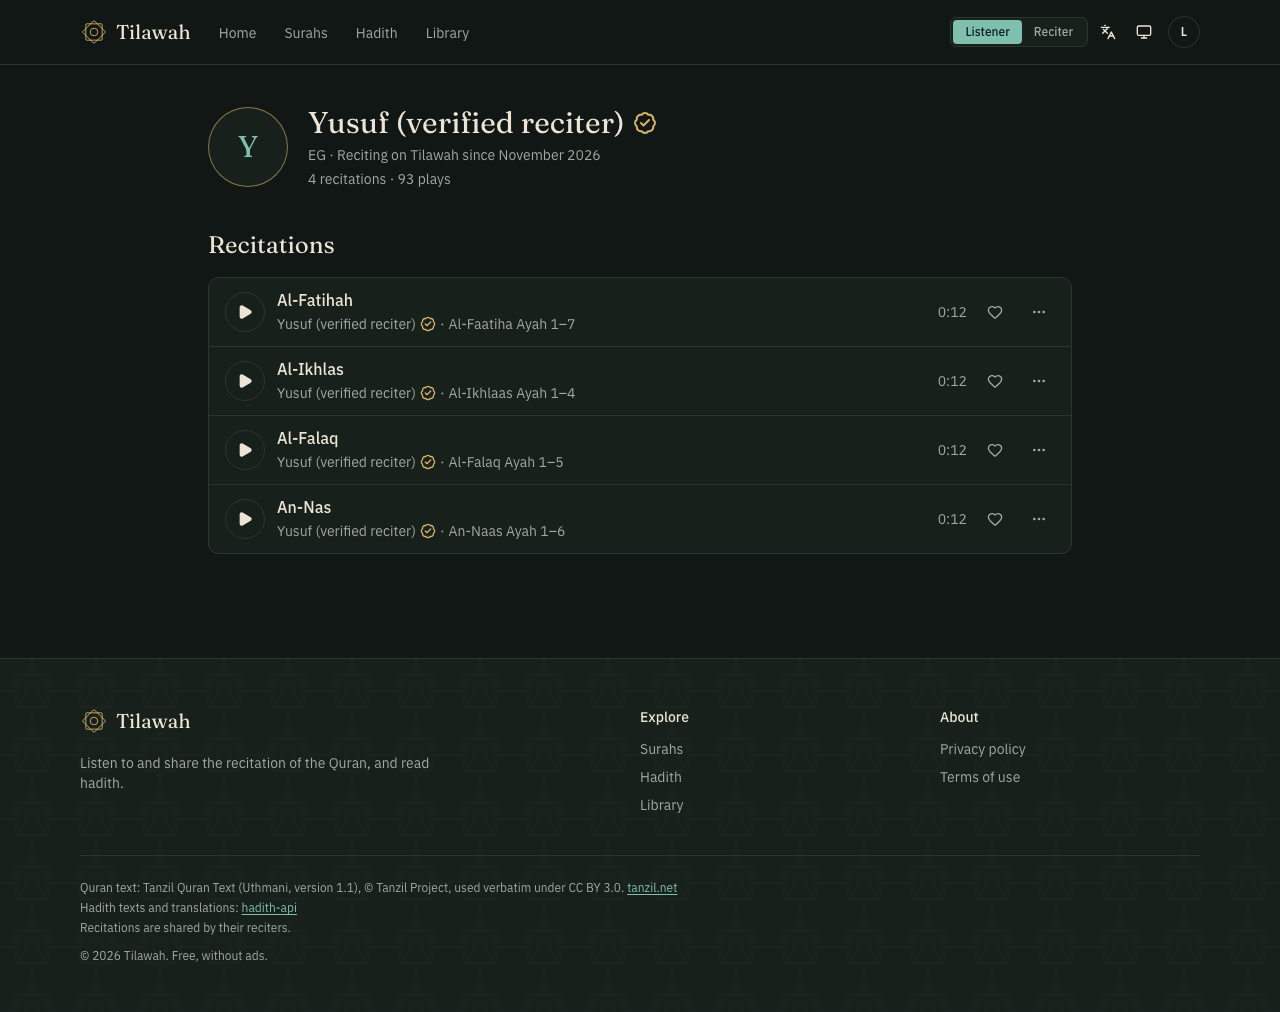 Tilawah
Home
Surahs
Hadith
Library
Listener
Reciter
L
Y
Yusuf (verified reciter)
EG · Reciting on Tilawah since November 2026
4 recitations · 93 plays
Recitations
Al-Fatihah
Yusuf (verified reciter) · Al-Faatiha Ayah 1–7
0:12
Al-Ikhlas
Yusuf (verified reciter) · Al-Ikhlaas Ayah 1–4
0:12
Al-Falaq
Yusuf (verified reciter) · Al-Falaq Ayah 1–5
0:12
An-Nas
Yusuf (verified reciter) · An-Naas Ayah 1–6
0:12
Tilawah
Listen to and share the recitation of the Quran, and read
hadith.
Explore
Surahs
Hadith
Library
About
Privacy policy
Terms of use
Quran text: Tanzil Quran Text (Uthmani, version 1.1), © Tanzil Project, used verbatim under CC BY 3.0. tanzil.net
Hadith texts and translations: hadith-api
Recitations are shared by their reciters.
© 2026 Tilawah. Free, without ads.